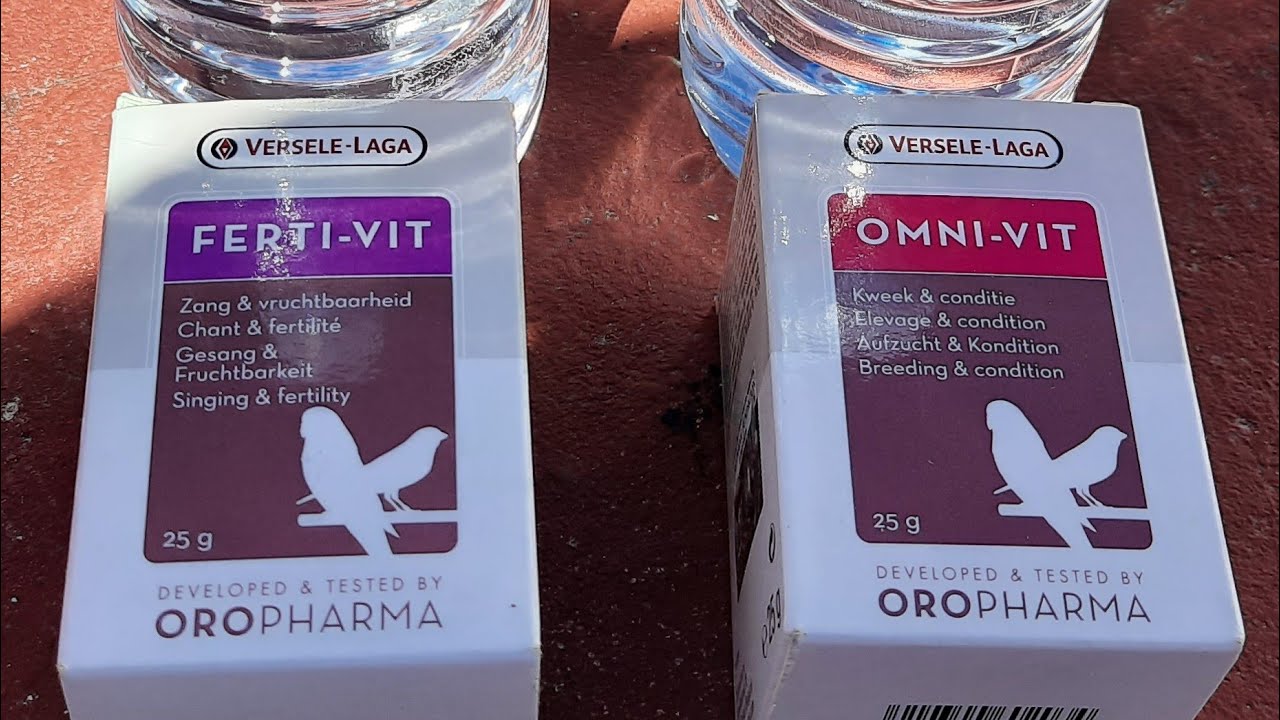 VERSELE-LAGA
FERTI-VIT
Zang & vruchtbaarheid
Chant & fertilité
Gesang &
Fruchtbarkeit
Singing & fertility
25 g
DEVELOPED & TESTED BY
OROPHARMA
VERSELE-LAGA
OMNI-VIT
Kweek & conditie
Elevage & condition
Aufzucht & Kondition
Breeding & condition
25 g
DEVELOPED & TESTED BY
OROPHARMA
25g